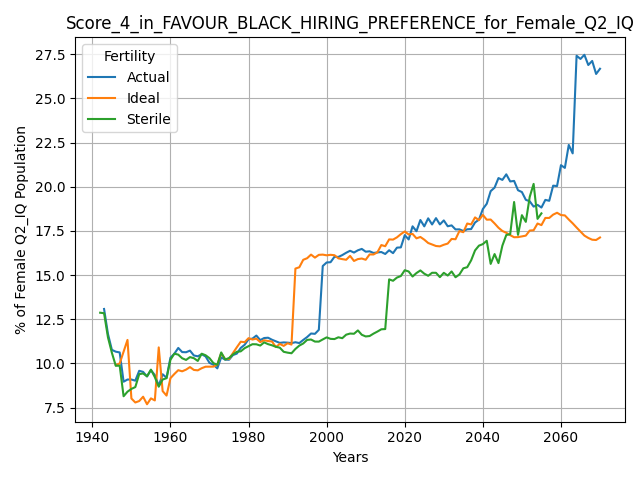 Score_4_in_FAVOUR_BLACK_HIRING_PREFERENCE_for_Female_Q2_IQ
Fertility
Actual
Ideal
Sterile
% of Female Q2_IQ Population
27.5
25.0
22.5
20.0
17.5
15.0
12.5
10.0
7.5
1940 1960 1980 2000 2020 2040 2060
Years